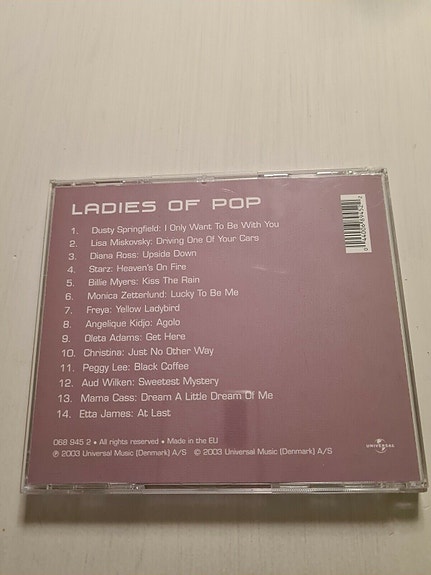 LADIES OF POP
1. Dusty Springfield: I Only Want To Be With You
2. Lisa Miskovsky: Driving One Of Your Cars
3. Diana Ross: Upside Down
4. Starz: Heaven's On Fire
5. Billie Myers: Kiss The Rain
6. Monica Zetterlund: Lucky To Be Me
7. Freya: Yellow Ladybird
8. Angelique Kidjo: Agolo
9. Oleta Adams: Get Here
10. Christina: Just No Other Way
11. Peggy Lee: Black Coffee
12. Aud Wilken: Sweetest Mystery
13. Mama Cass: Dream A Little Dream Of Me
14. Etta James: At Last
068 945 2 • All rights reserved • Made in the EU
℗ 2003 Universal Music (Denmark) A/S © 2003 Universal Music (Denmark) A/S
UNIVERSAL